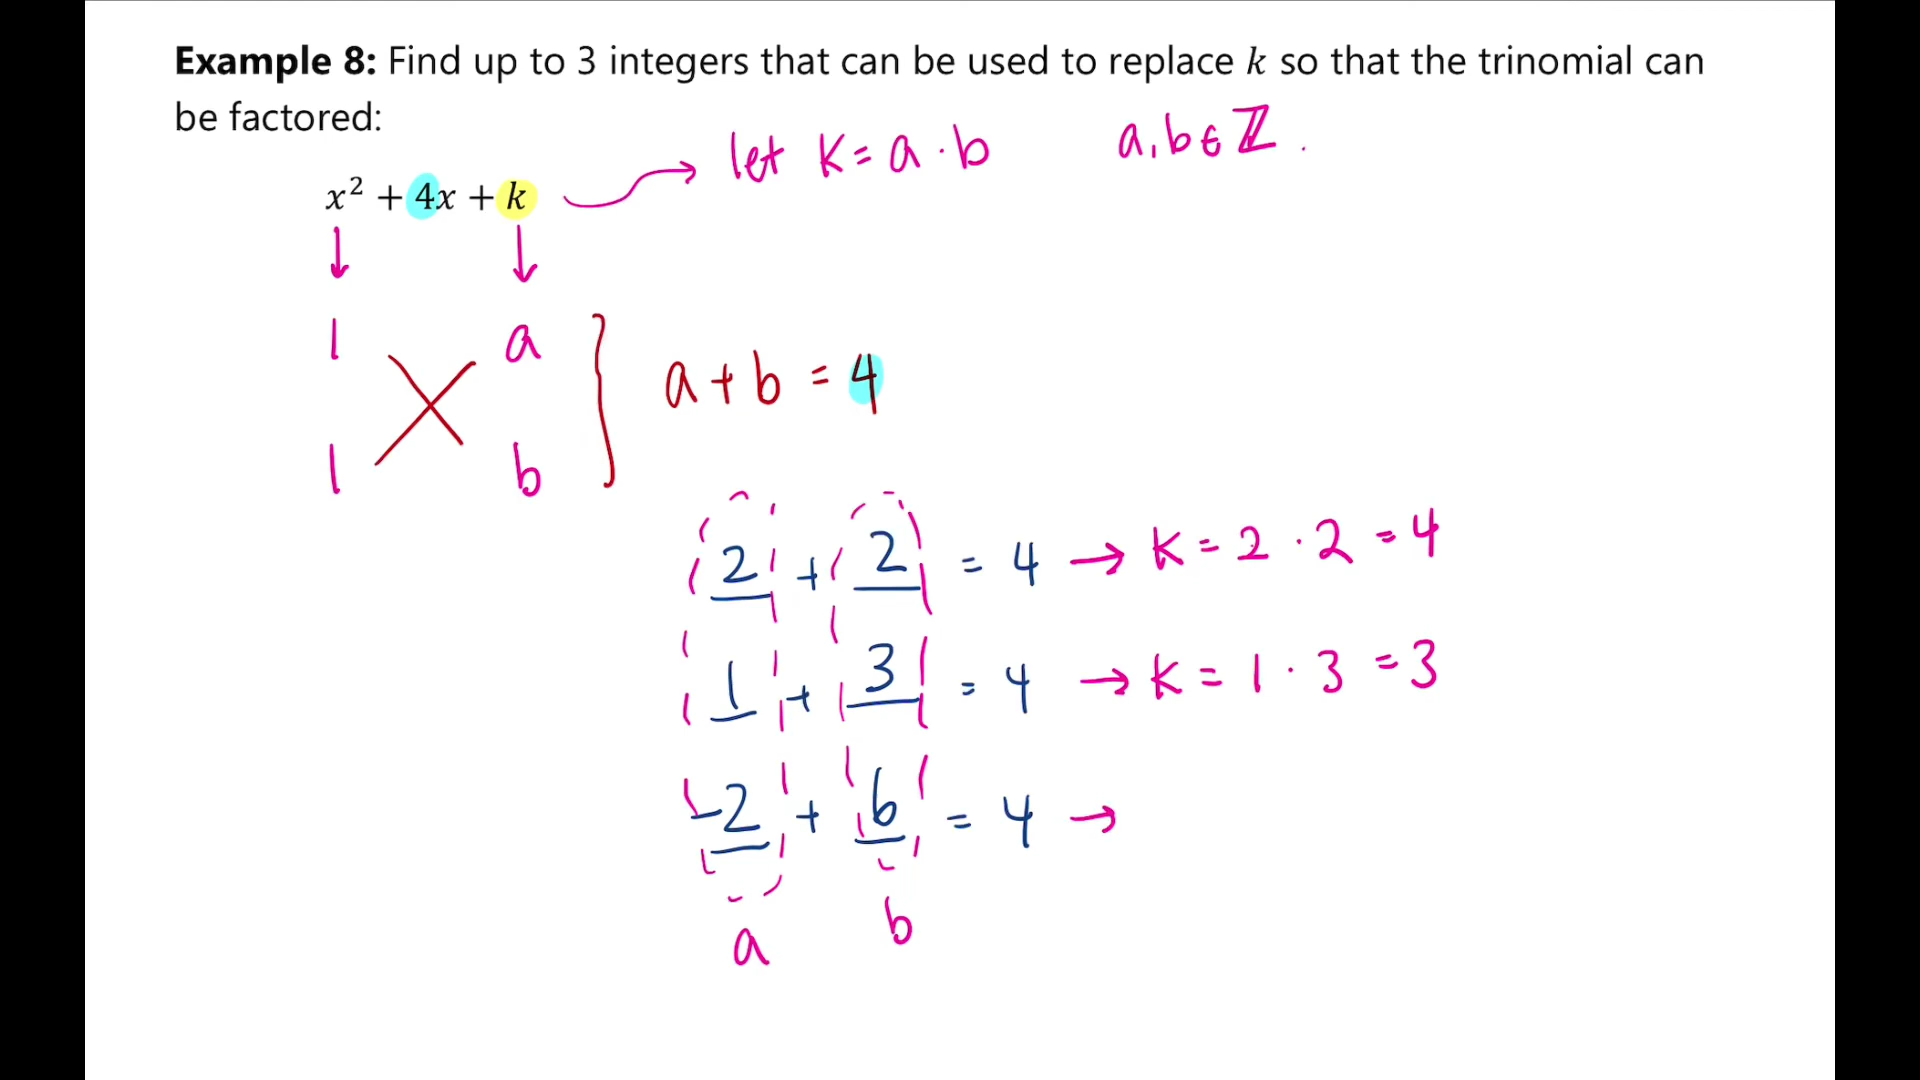 Example 8: Find up to 3 integers that can be used to replace k so that the trinomial can
be factored:
let K = a · b a, b ∈ ℤ.
x² + 4x + k
1 a
a + b = 4
1 b
2 + 2 = 4 → K = 2 · 2 = 4
1 + 3 = 4 → K = 1 · 3 = 3
-2 + 6 = 4 →
a b